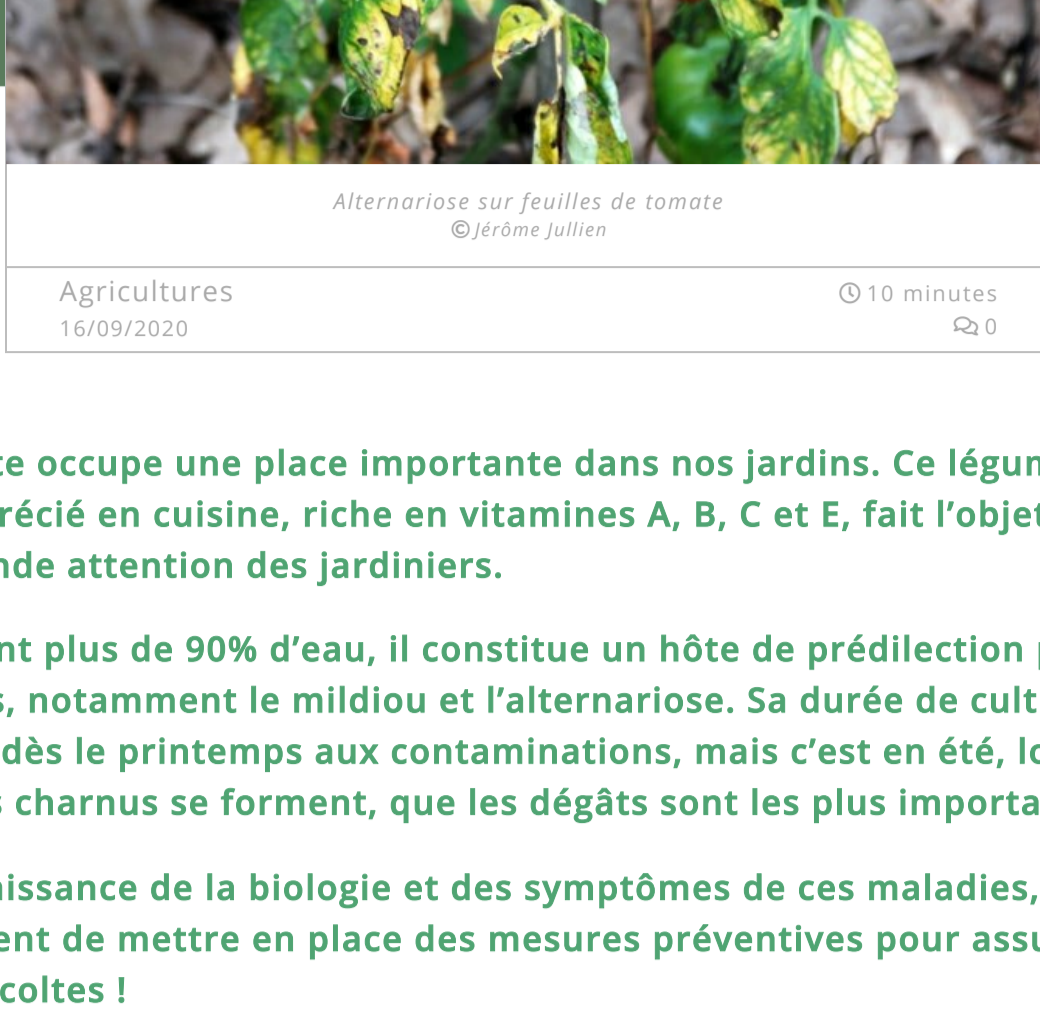 Alternariose sur feuilles de tomate
© Jérôme Jullien
Agricultures
10 minutes
16/09/2020
0
te occupe une place importante dans nos jardins. Ce légum
récié en cuisine, riche en vitamines A, B, C et E, fait l’objet
nde attention des jardiniers.
nt plus de 90% d’eau, il constitue un hôte de prédilection p
s, notamment le mildiou et l’alternariose. Sa durée de cult
dès le printemps aux contaminations, mais c’est en été, lo
s charnus se forment, que les dégâts sont les plus importa
aissance de la biologie et des symptômes de ces maladies,
ent de mettre en place des mesures préventives pour assu
coltes !